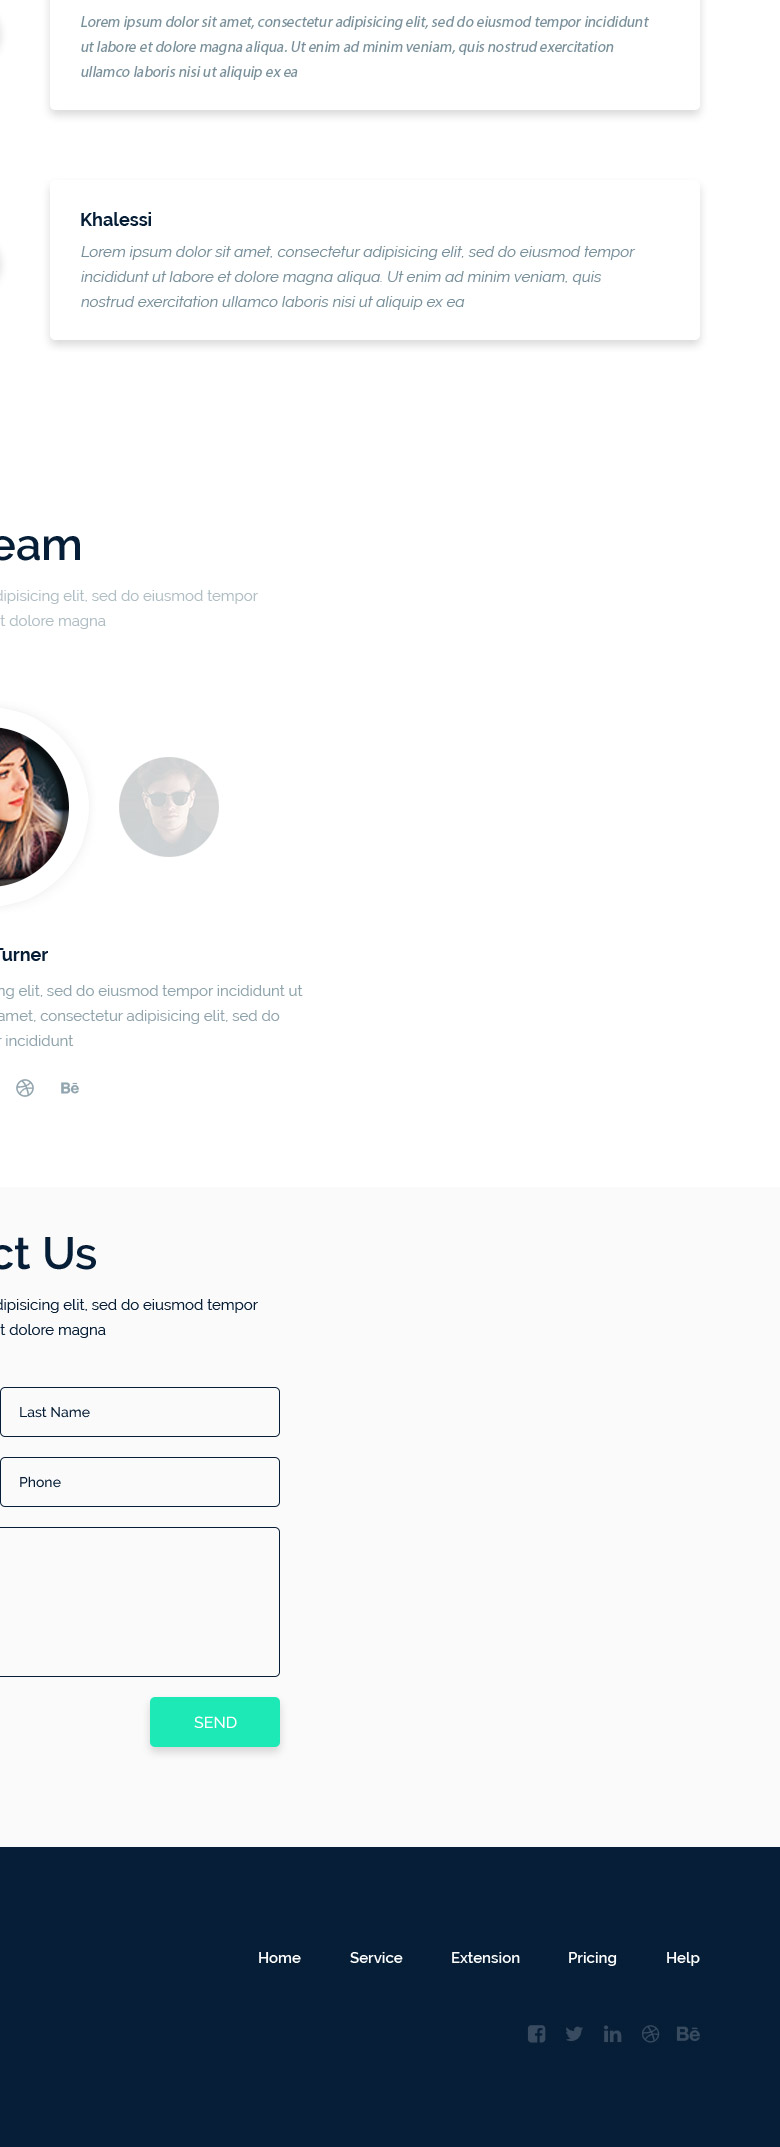 Lorem ipsum dolor sit amet, consectetur adipisicing elit, sed do eiusmod tempor incididunt
ut labore et dolore magna aliqua. Ut enim ad minim veniam, quis nostrud exercitation
ullamco laboris nisi ut aliquip ex ea
Khalessi
Lorem ipsum dolor sit amet, consectetur adipisicing elit, sed do eiusmod tempor
incididunt ut labore et dolore magna aliqua. Ut enim ad minim veniam, quis
nostrud exercitation ullamco laboris nisi ut aliquip ex ea
eam
dipisicing elit, sed do eiusmod tempor
t dolore magna
Turner
ng elit, sed do eiusmod tempor incididunt ut
amet, consectetur adipisicing elit, sed do
r incididunt
Bē
ct Us
dipisicing elit, sed do eiusmod tempor
t dolore magna
Last Name
Phone
SEND
Home Service Extension Pricing Help
in Bē